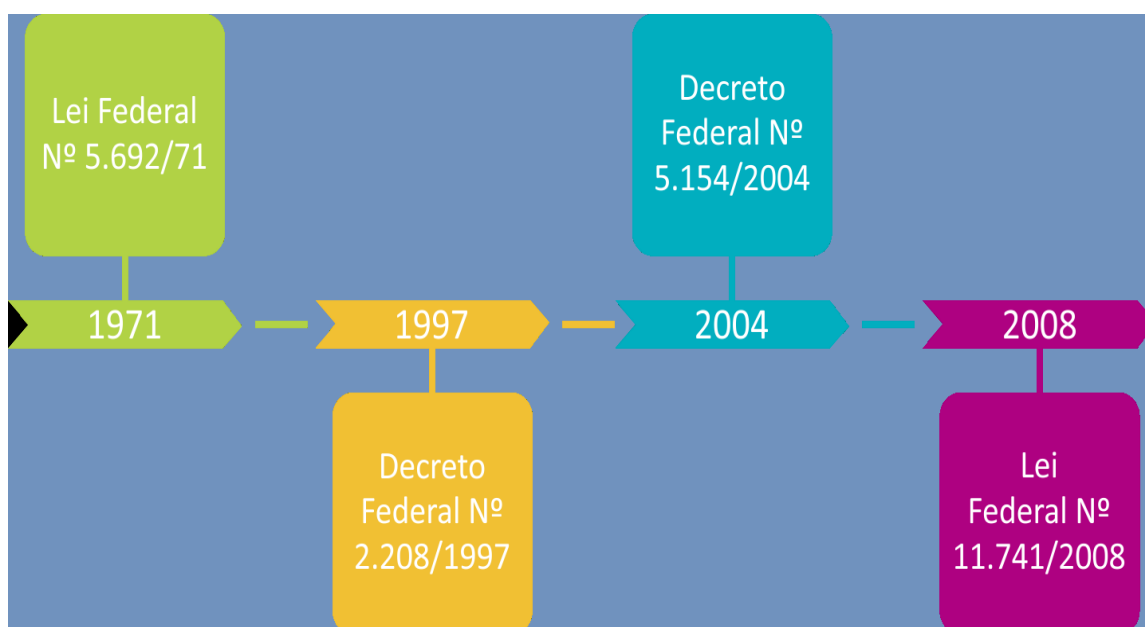 Lei Federal
Nº 5.692/71
Decreto
Federal Nº
5.154/2004
1971
1997
2004
2008
Decreto
Federal Nº
2.208/1997
Lei
Federal Nº
11.741/2008